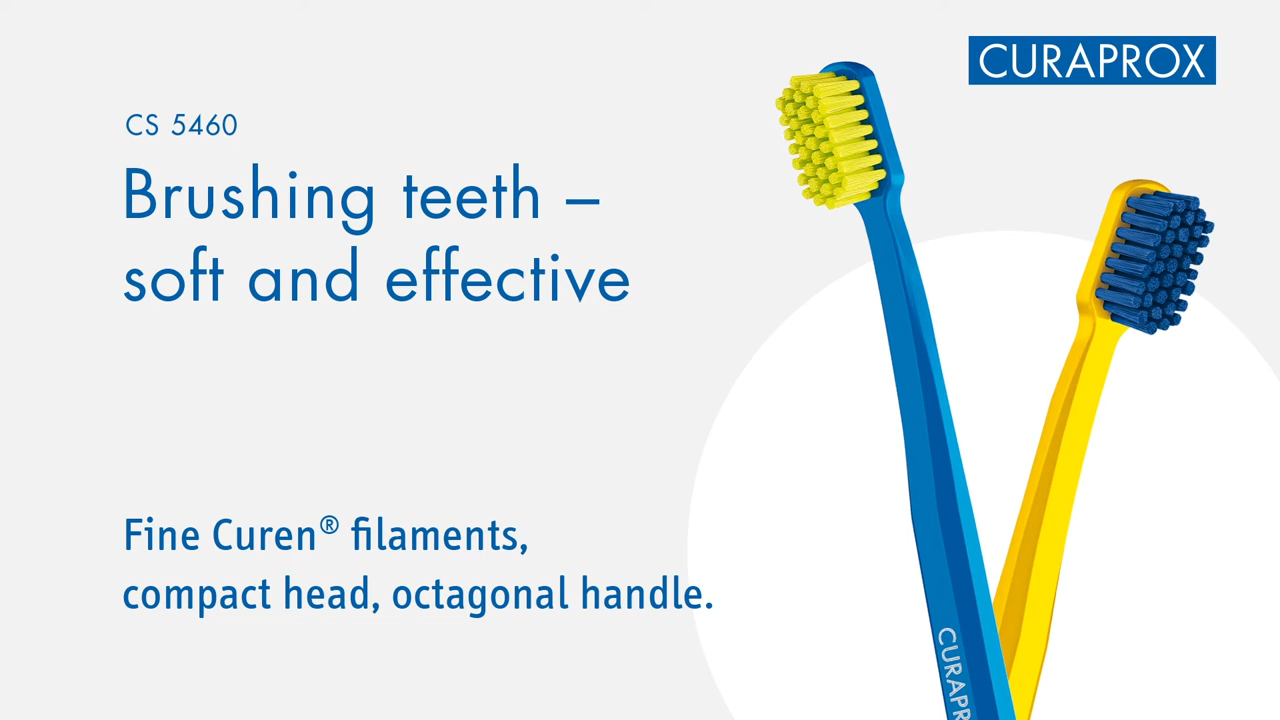 CURAPROX
CS 5460
Brushing teeth –
soft and effective
Fine Curen® filaments,
compact head, octagonal handle.